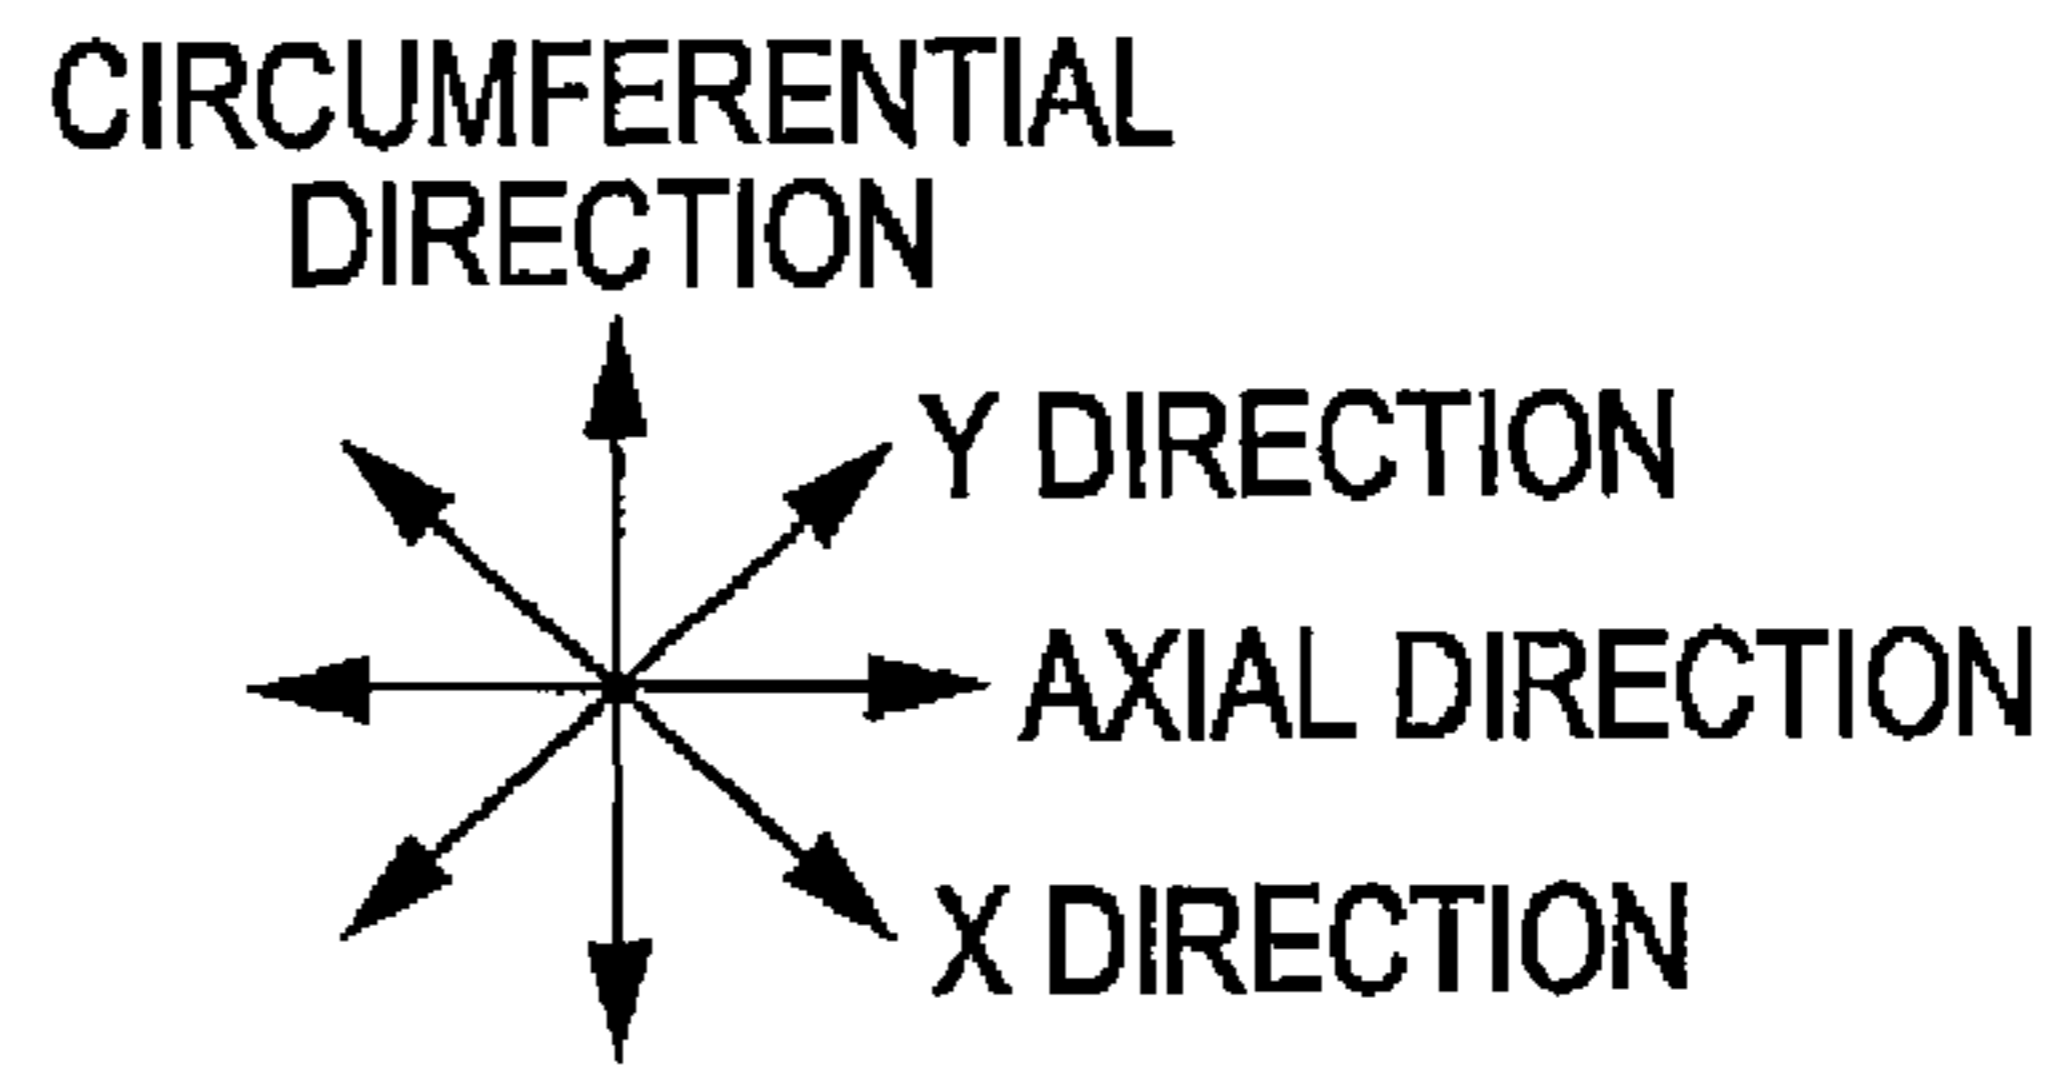 CIRCUMFERENTIAL
DIRECTION
Y DIRECTION
AXIAL DIRECTION
X DIRECTION